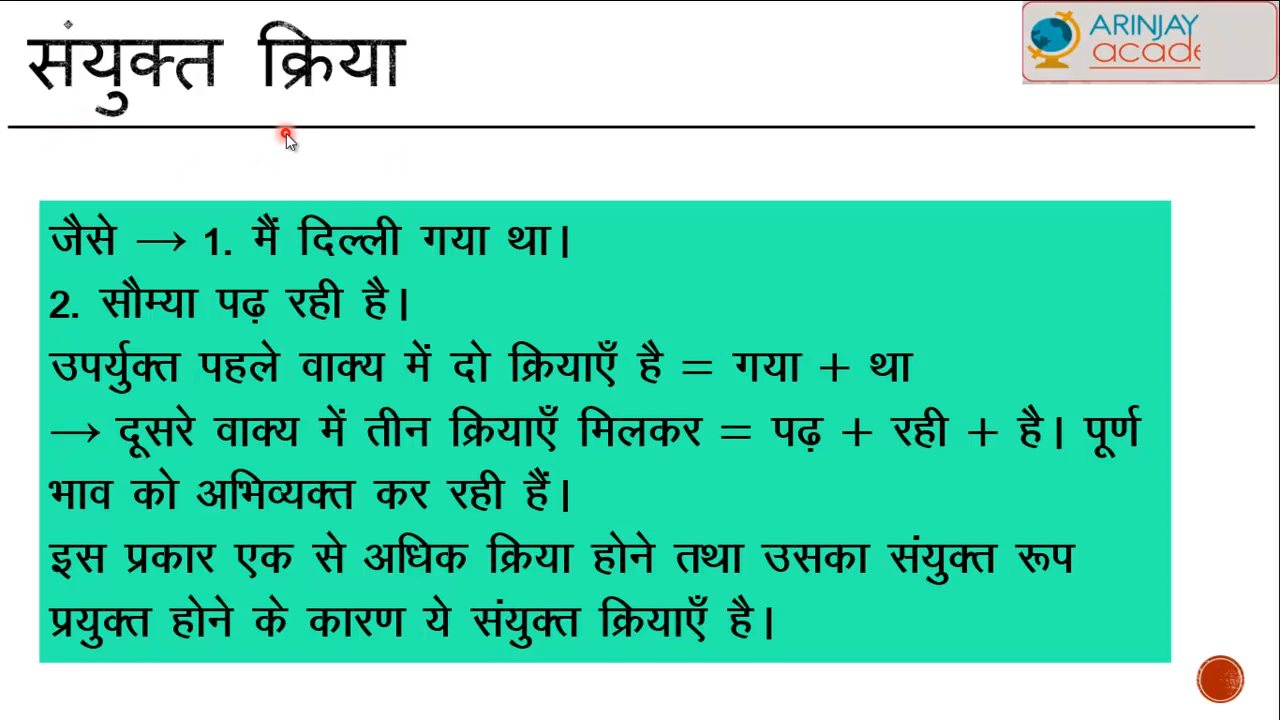 संयुक्त क्रिया
ARINJAY
acade
जैसे → 1. मैं दिल्ली गया था।
2. सौम्या पढ़ रही है।
उपर्युक्त पहले वाक्य में दो क्रियाएँ है = गया + था
→ दूसरे वाक्य में तीन क्रियाएँ मिलकर = पढ़ + रही + है। पूर्ण
भाव को अभिव्यक्त कर रही हैं।
इस प्रकार एक से अधिक क्रिया होने तथा उसका संयुक्त रूप
प्रयुक्त होने के कारण ये संयुक्त क्रियाएँ है।